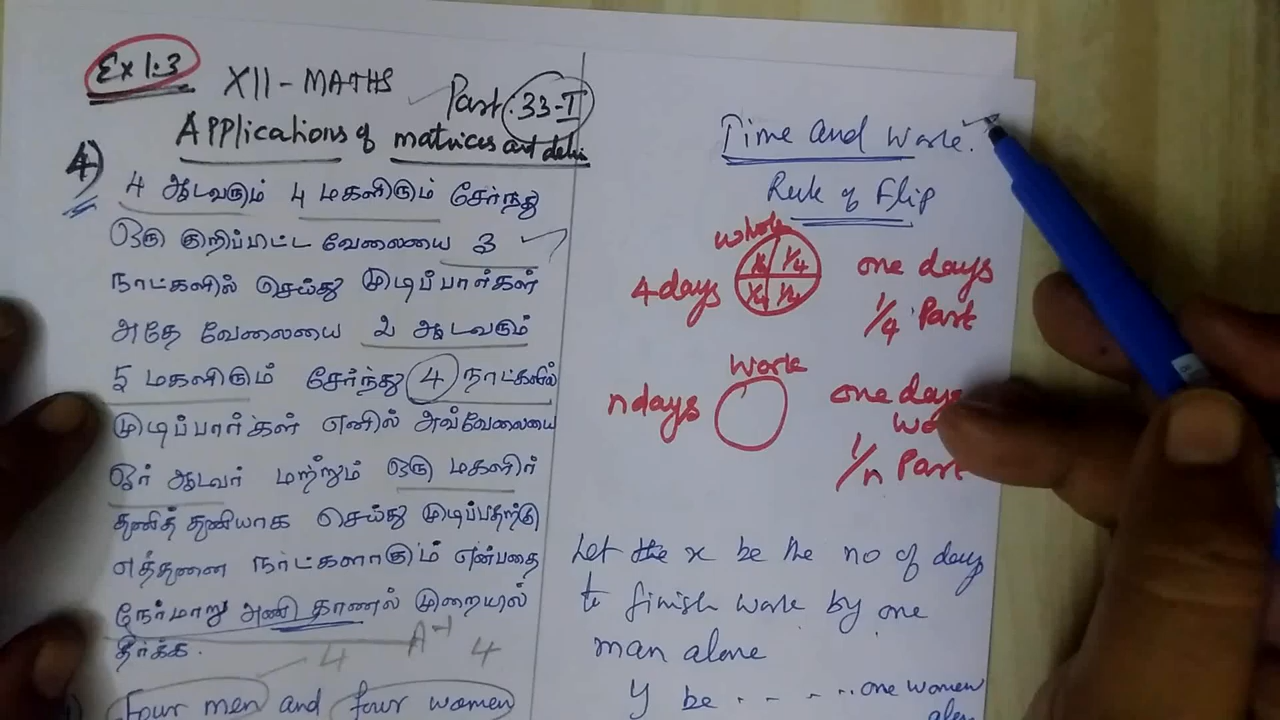 Ex 1.3
XII - MATHS
Part 33-I
Applications of matrices and
4)
4 ஆடவரும் 4 மகளிரும் சேர்ந்து
ஒரு குறிப்பிட்ட வேலையை 3
நாட்களில் செய்து முடிப்பார்கள்
அதே வேலையை 2 ஆடவரும்
5 மகளிரும் சேர்ந்து 4 நாட்களில்
முடிப்பார்கள் எனில் அவ்வேலையை
ஓர் ஆடவர் மற்றும் ஒரு மகளிர்
தனித் தனியாக செய்து முடிப்பதற்கு
எத்தனை நாட்களாகும் என்பதை
நேர்மாறு அணி காணல் முறையில்
தீர்க்க.
4 A⁻¹ 4
Four men and four women
Time and Work.
Rule of Flip
whole
4 days
1/4 1/4
1/4 1/4
one days
1/4 Part
work
n days
one days
1/n Part
Let the x be the no of days
to finish work by one
man alone
y be - - - .. one women